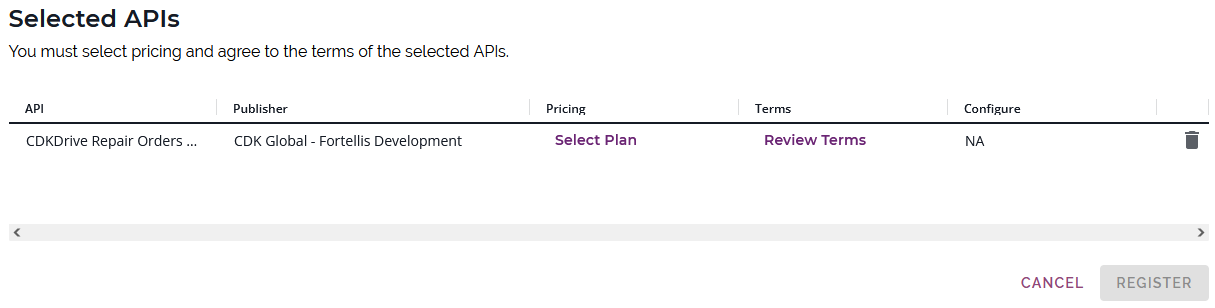 Selected APIs
You must select pricing and agree to the terms of the selected APIs.
API Publisher Pricing Terms Configure
CDKDrive Repair Orders ... CDK Global - Fortellis Development Select Plan Review Terms NA
CANCEL REGISTER